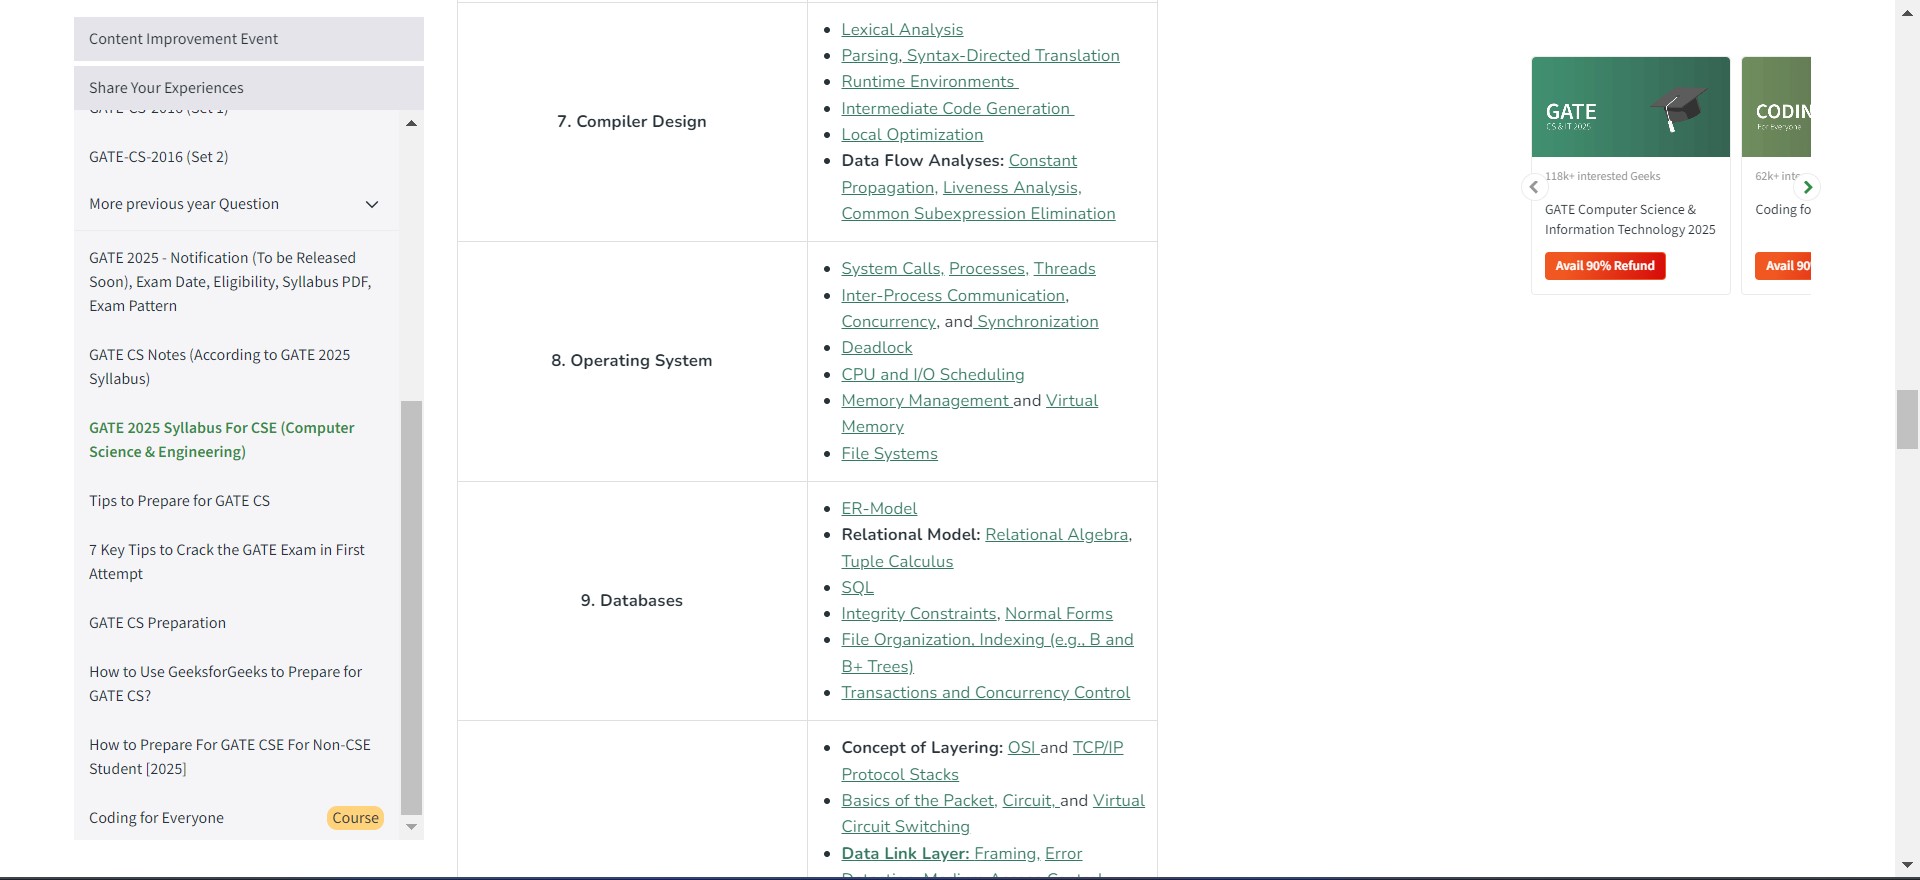 Content Improvement Event
Share Your Experiences
GATE-CS-2016 (Set 1)
GATE-CS-2016 (Set 2)
More previous year Question
GATE 2025 - Notification (To be Released
Soon), Exam Date, Eligibility, Syllabus PDF,
Exam Pattern
GATE CS Notes (According to GATE 2025
Syllabus)
GATE 2025 Syllabus For CSE (Computer
Science & Engineering)
Tips to Prepare for GATE CS
7 Key Tips to Crack the GATE Exam in First
Attempt
GATE CS Preparation
How to Use GeeksforGeeks to Prepare for
GATE CS?
How to Prepare For GATE CSE For Non-CSE
Student [2025]
Coding for Everyone
Course
7. Compiler Design
Lexical Analysis
Parsing, Syntax-Directed Translation
Runtime Environments
Intermediate Code Generation
Local Optimization
Data Flow Analyses: Constant
Propagation, Liveness Analysis,
Common Subexpression Elimination
8. Operating System
System Calls, Processes, Threads
Inter-Process Communication,
Concurrency, and Synchronization
Deadlock
CPU and I/O Scheduling
Memory Management and Virtual
Memory
File Systems
9. Databases
ER-Model
Relational Model: Relational Algebra,
Tuple Calculus
SQL
Integrity Constraints, Normal Forms
File Organization, Indexing (e.g., B and
B+ Trees)
Transactions and Concurrency Control
Concept of Layering: OSI and TCP/IP
Protocol Stacks
Basics of the Packet, Circuit, and Virtual
Circuit Switching
Data Link Layer: Framing, Error
GATE
CS & IT 2025
118k+ interested Geeks
GATE Computer Science &
Information Technology 2025
Avail 90% Refund
CODIN
For Everyone
62k+ inte
Coding fo
Avail 90